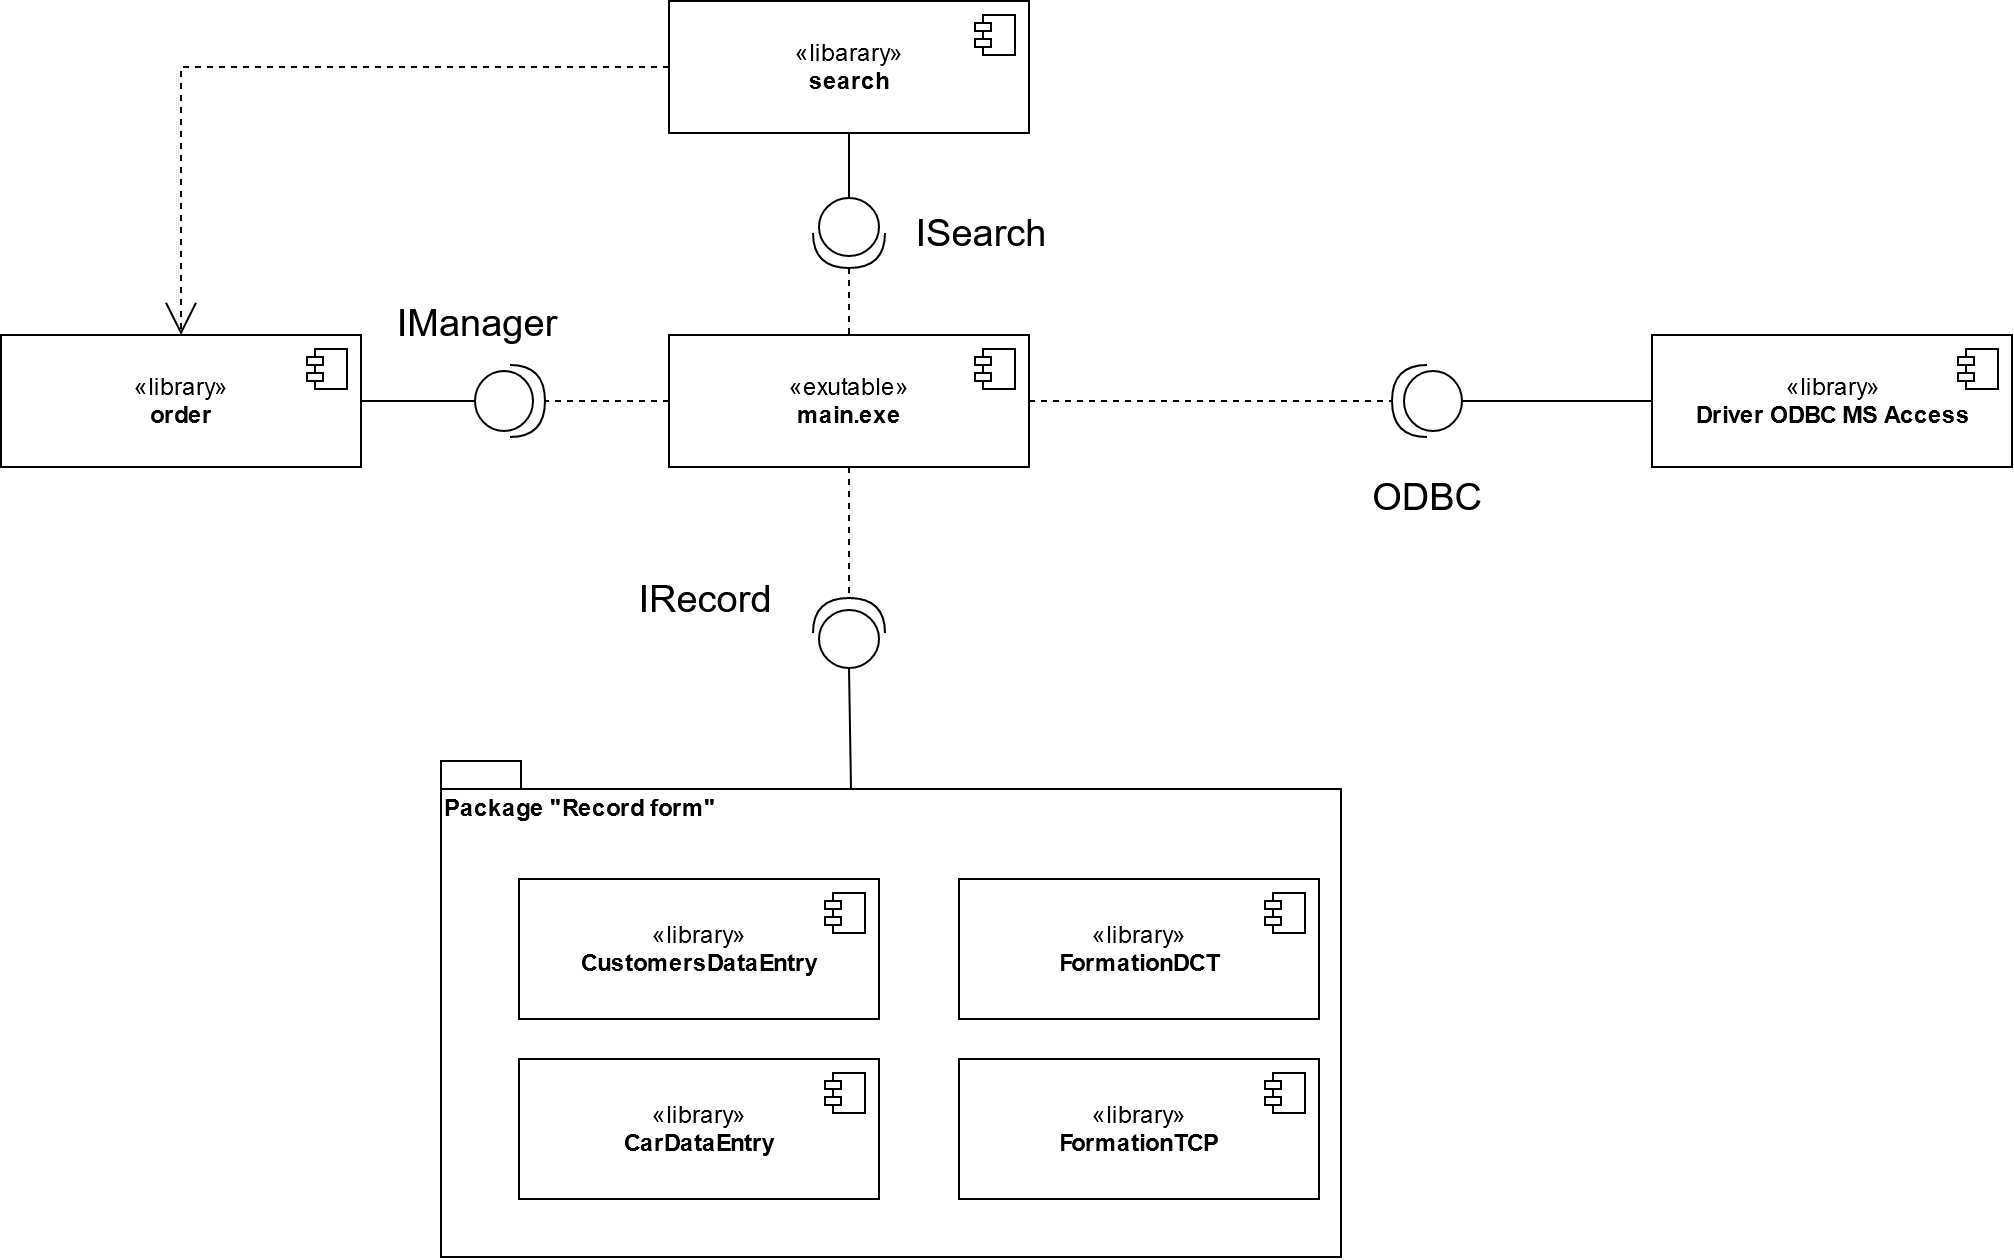 «libarary»
search
ISearch
IManager
«library»
order
«exutable»
main.exe
«library»
Driver ODBC MS Access
ODBC
IRecord
Package "Record form"
«library»
CustomersDataEntry
«library»
FormationDCT
«library»
CarDataEntry
«library»
FormationTCP